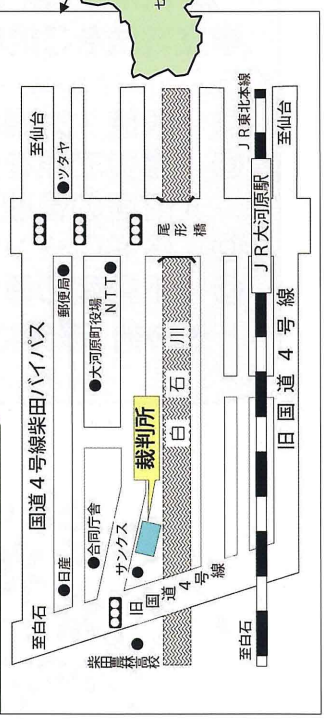 至仙台
ツタヤ
国道4号線柴田バイパス
郵便局
日産
至白石
大河原町役場
NTT
合同庁舎
サンクス
裁判所
尾形橋
白石川
旧国道4号線
柴田農林高校
JR東北本線
JR大河原駅
至仙台
旧国道4号線
至白石